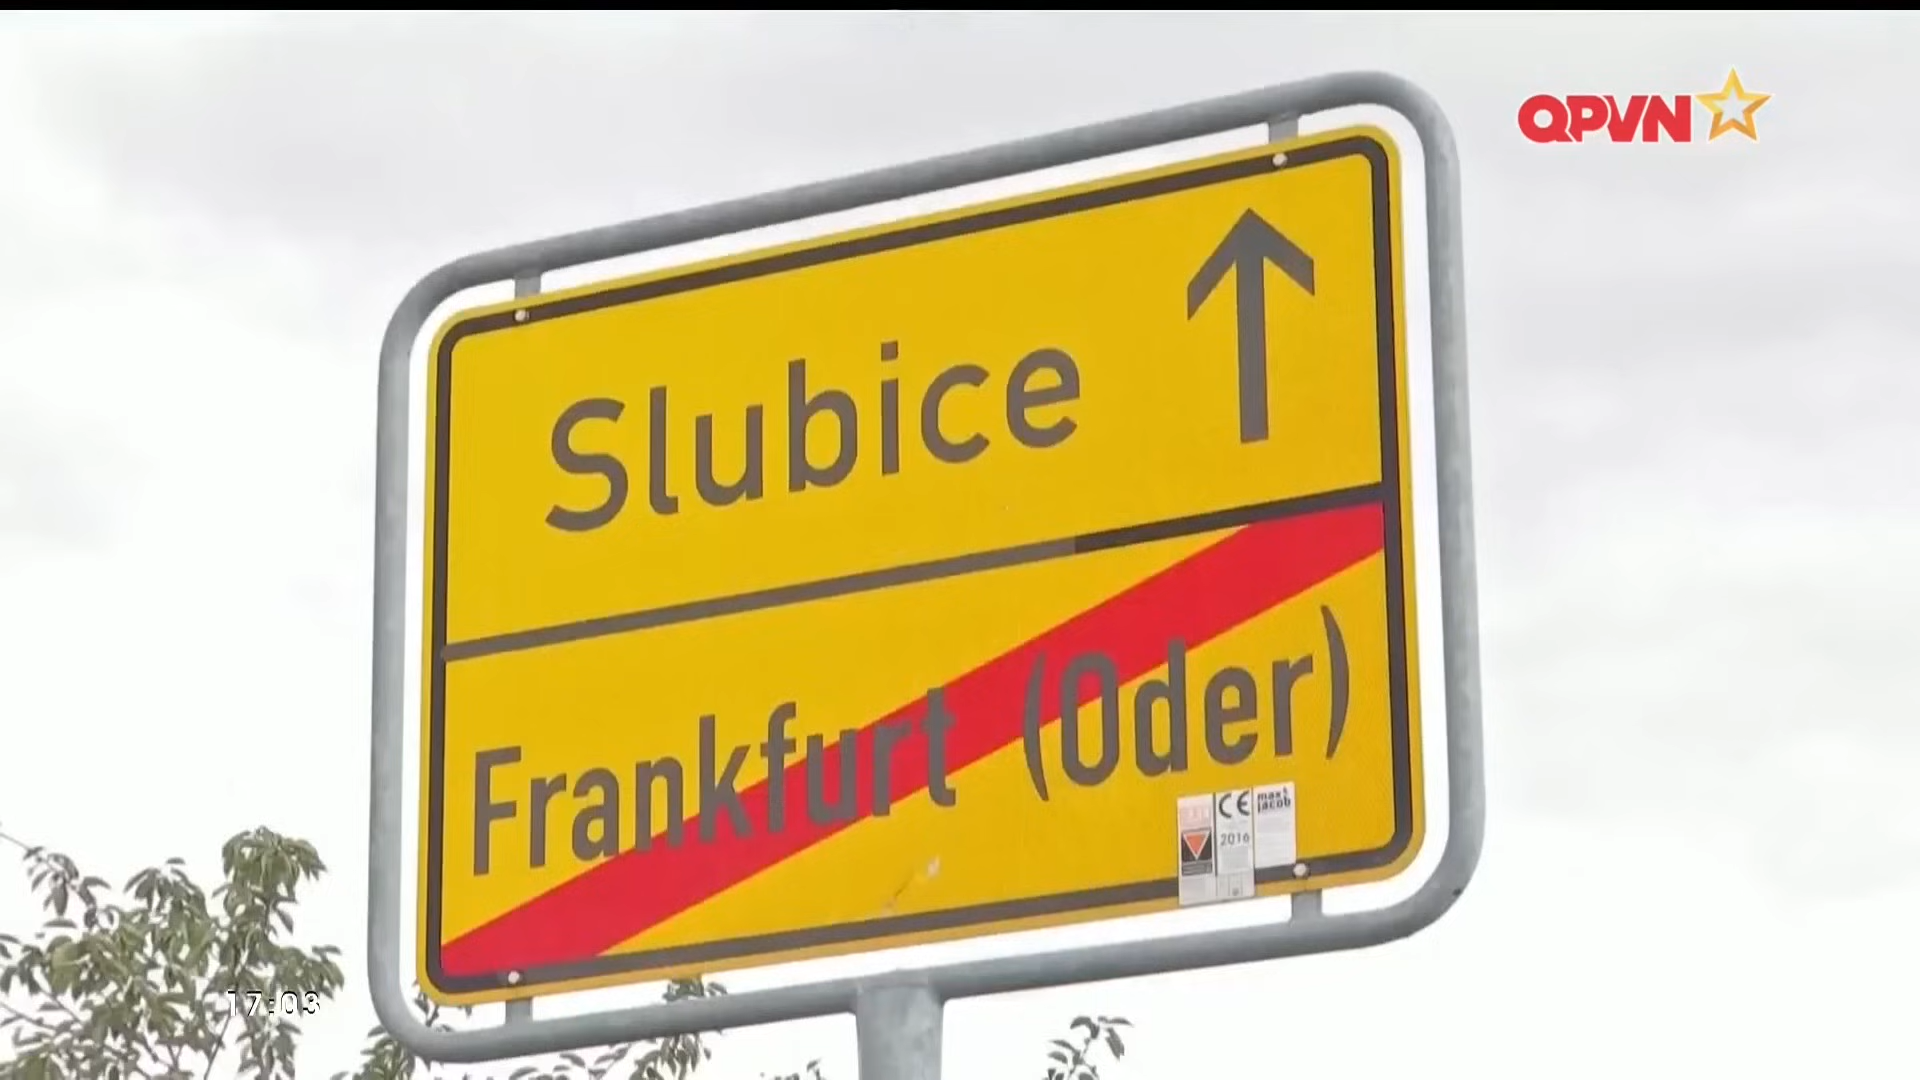 QPVN
Slubice
Frankfurt (Oder)
CE
max
jacob
2016
17:03